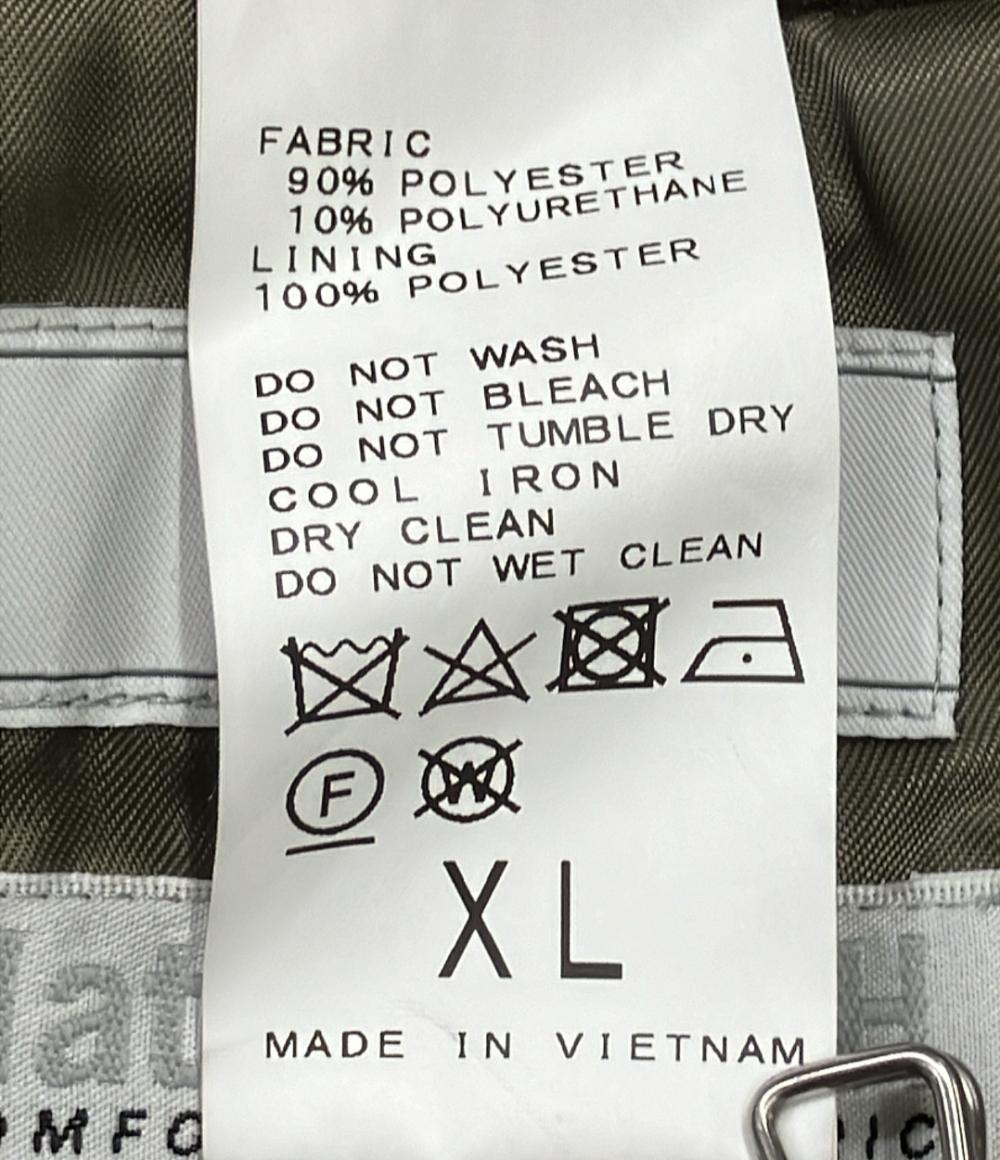 FABRIC
90% POLYESTER
10% POLYURETHANE
LINING
100% POLYESTER
DO NOT WASH
DO NOT BLEACH
DO NOT TUMBLE DRY
COOL IRON
DRY CLEAN
DO NOT WET CLEAN
F W
XL
MADE IN VIETNAM